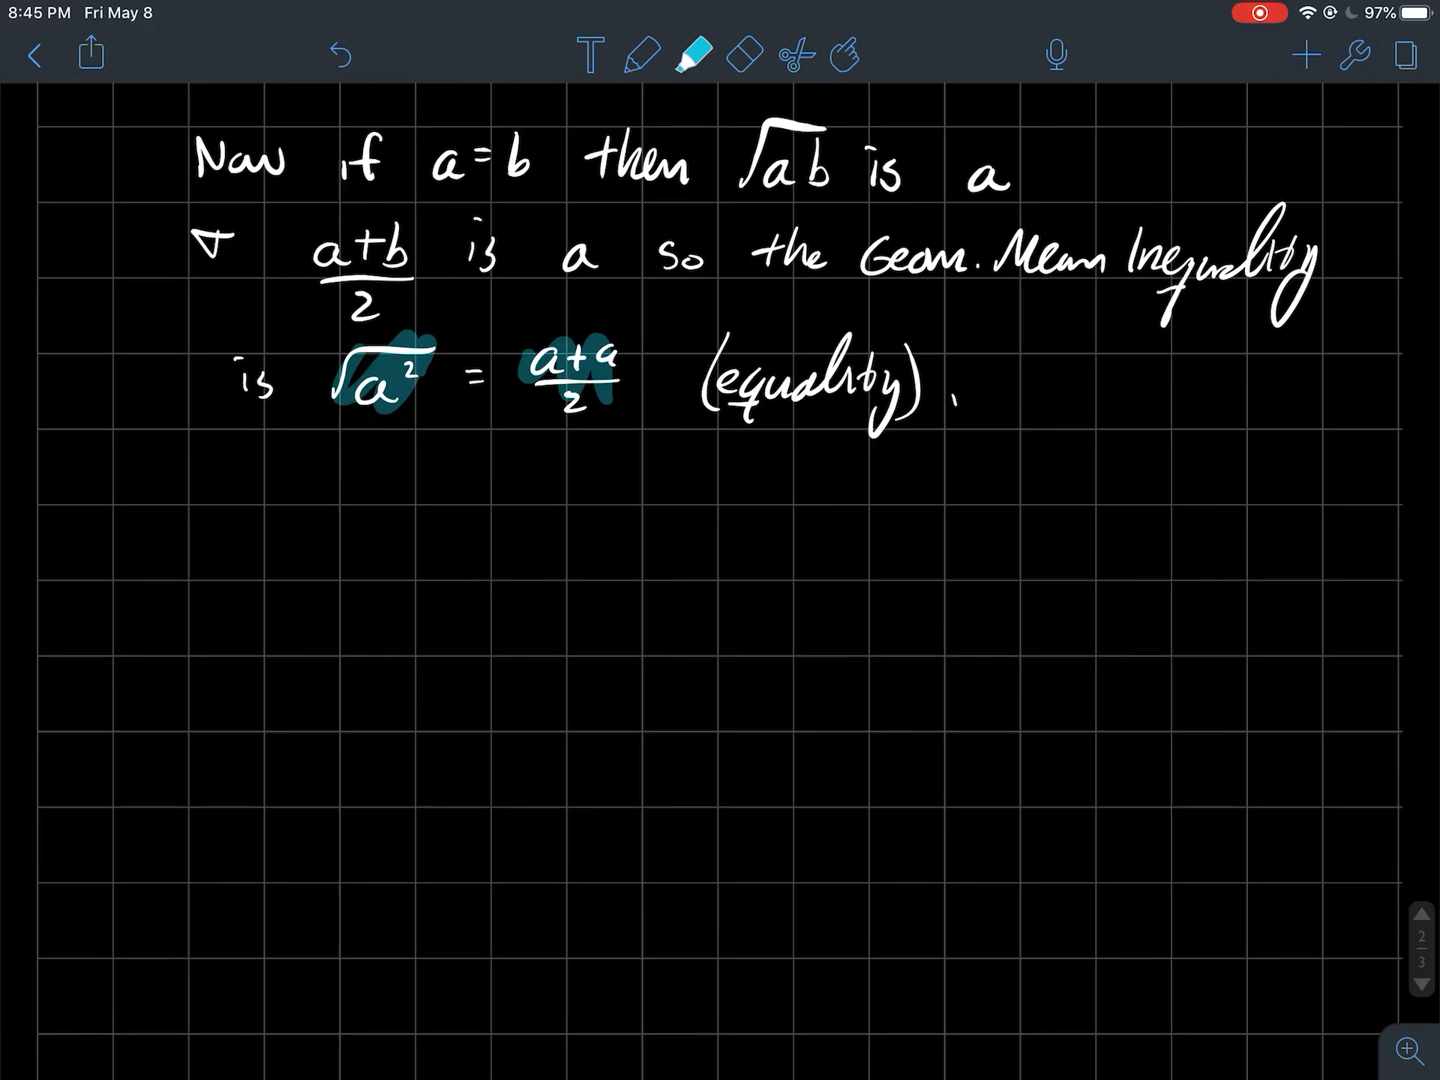 8:45 PM Fri May 8 97%
Now if a=b then √ab is a
& a+b/2 is a so the Geom. Mean Inequality
is √a² = a+a/2 (equality).
2
3